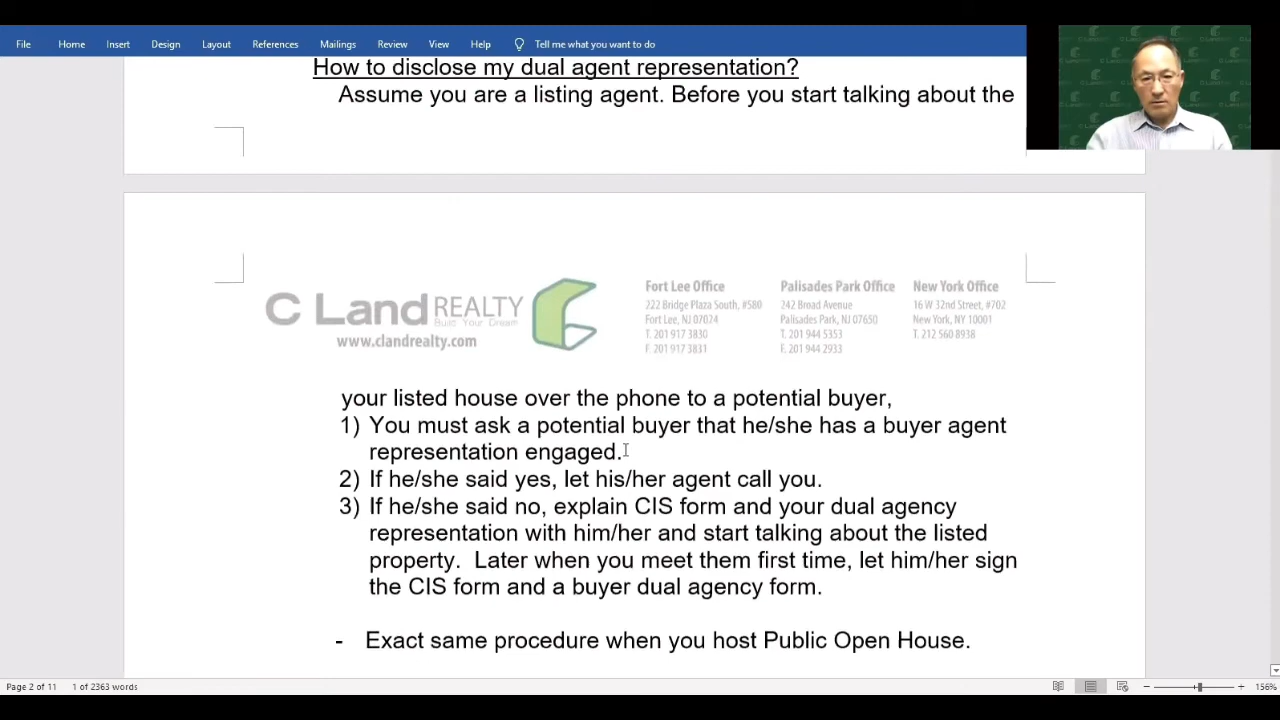 File Home Insert Design Layout References Mailings Review View Help Tell me what you want to do
How to disclose my dual agent representation?
Assume you are a listing agent. Before you start talking about the
C Land REALTY
Build Your Dream
www.clandrealty.com
Fort Lee Office
222 Bridge Plaza South, #580
Fort Lee, NJ 07024
T. 201 917 3830
F. 201 917 3831
Palisades Park Office
242 Broad Avenue
Palisades Park, NJ 07650
T. 201 944 5353
F. 201 944 2933
New York Office
16 W 32nd Street, #702
New York, NY 10001
T. 212 560 8938
your listed house over the phone to a potential buyer,
1) You must ask a potential buyer that he/she has a buyer agent
representation engaged.
2) If he/she said yes, let his/her agent call you.
3) If he/she said no, explain CIS form and your dual agency
representation with him/her and start talking about the listed
property. Later when you meet them first time, let him/her sign
the CIS form and a buyer dual agency form.
- Exact same procedure when you host Public Open House.
Page 2 of 11 1 of 2363 words
156%